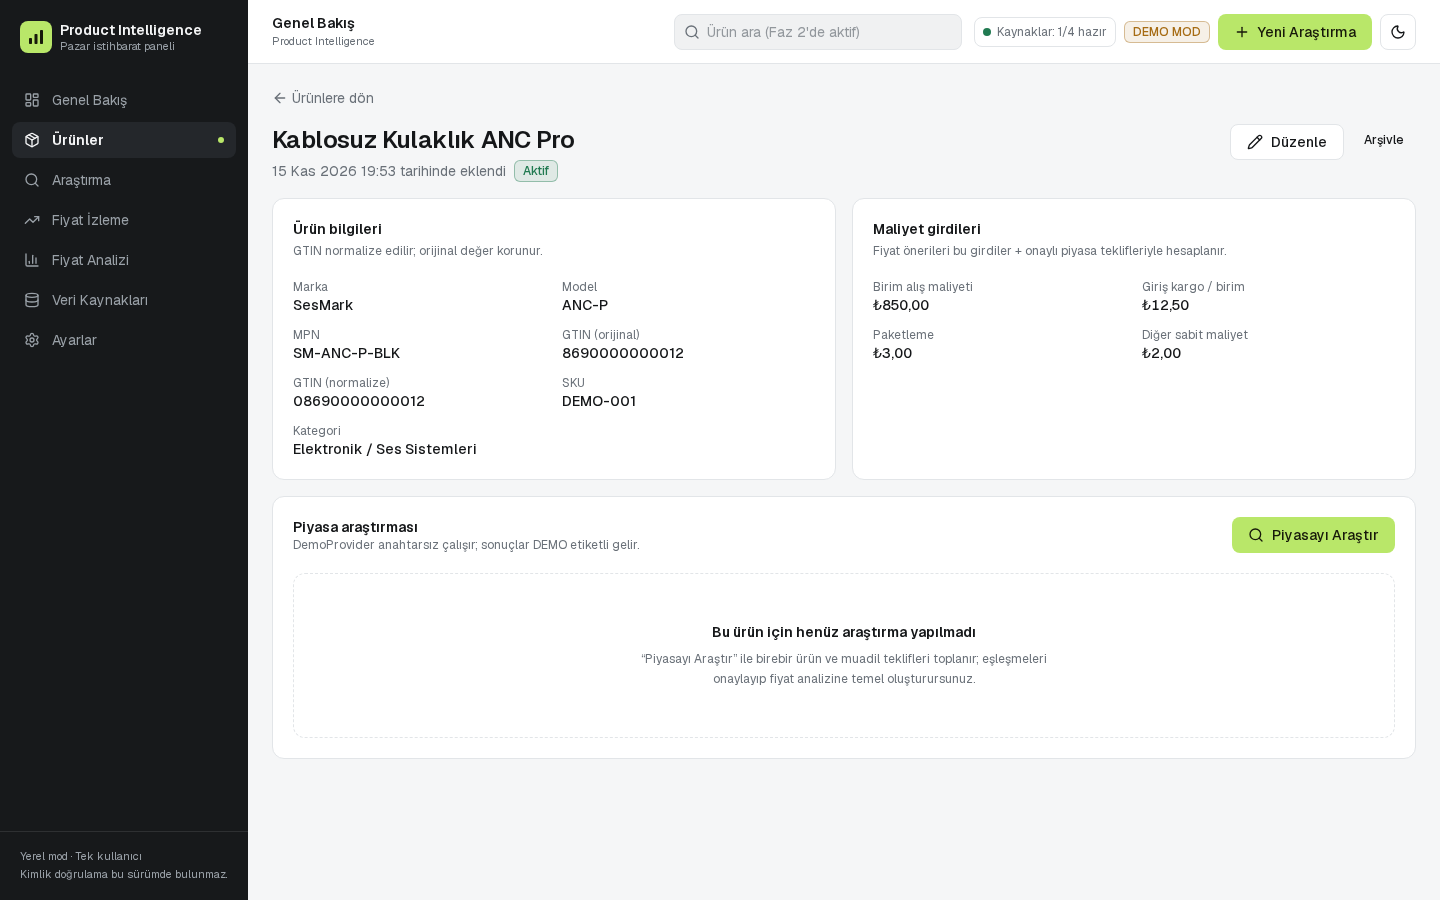 Product Intelligence
Pazar istihbarat paneli
Genel Bakış
Ürünler
Araştırma
Fiyat İzleme
Fiyat Analizi
Veri Kaynakları
Ayarlar
Yerel mod · Tek kullanıcı
Kimlik doğrulama bu sürümde bulunmaz.
Genel Bakış
Product Intelligence
Ürün ara (Faz 2'de aktif)
Kaynaklar: 1/4 hazır
DEMO MOD
Yeni Araştırma
Ürünlere dön
Kablosuz Kulaklık ANC Pro
15 Kas 2026 19:53 tarihinde eklendi
Aktif
Düzenle
Arşivle
Ürün bilgileri
GTIN normalize edilir; orijinal değer korunur.
Marka
SesMark
Model
ANC-P
MPN
SM-ANC-P-BLK
GTIN (orijinal)
8690000000012
GTIN (normalize)
08690000000012
SKU
DEMO-001
Kategori
Elektronik / Ses Sistemleri
Maliyet girdileri
Fiyat önerileri bu girdiler + onaylı piyasa teklifleriyle hesaplanır.
Birim alış maliyeti
₺850,00
Giriş kargo / birim
₺12,50
Paketleme
₺3,00
Diğer sabit maliyet
₺2,00
Piyasa araştırması
DemoProvider anahtarsız çalışır; sonuçlar DEMO etiketli gelir.
Piyasayı Araştır
Bu ürün için henüz araştırma yapılmadı
“Piyasayı Araştır” ile birebir ürün ve muadil teklifleri toplanır; eşleşmeleri
onaylayıp fiyat analizine temel oluşturursunuz.